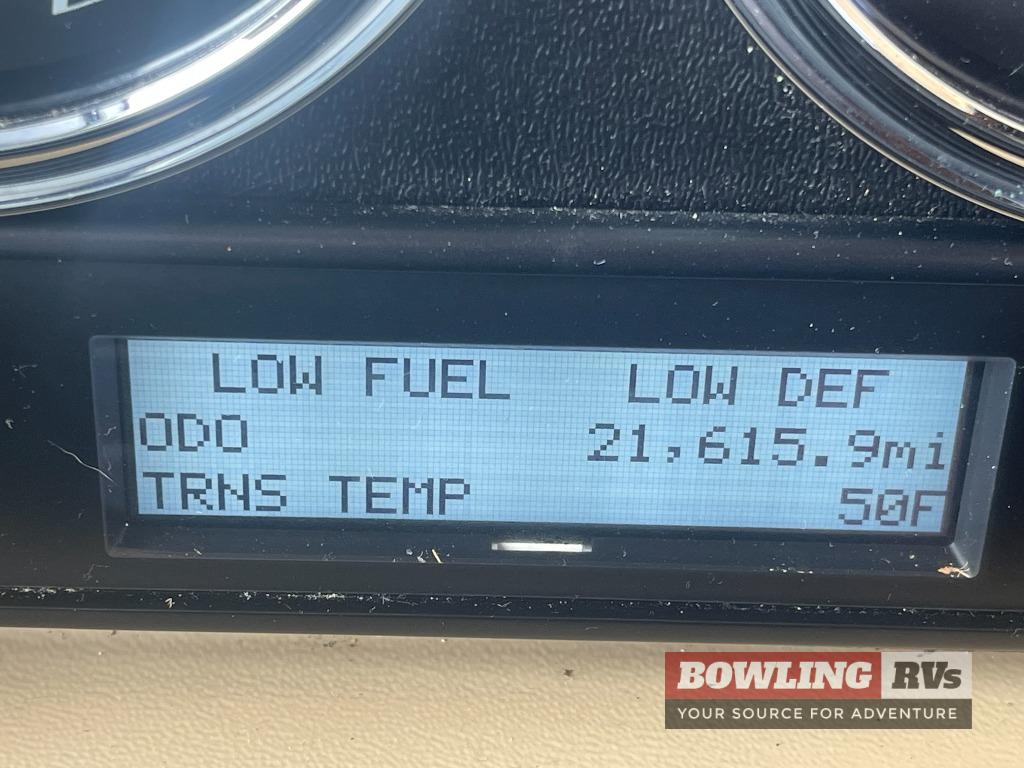 LOW FUEL LOW DEF
ODO 21,615.9mi
TRNS TEMP 50F
BOWLING RVs
YOUR SOURCE FOR ADVENTURE